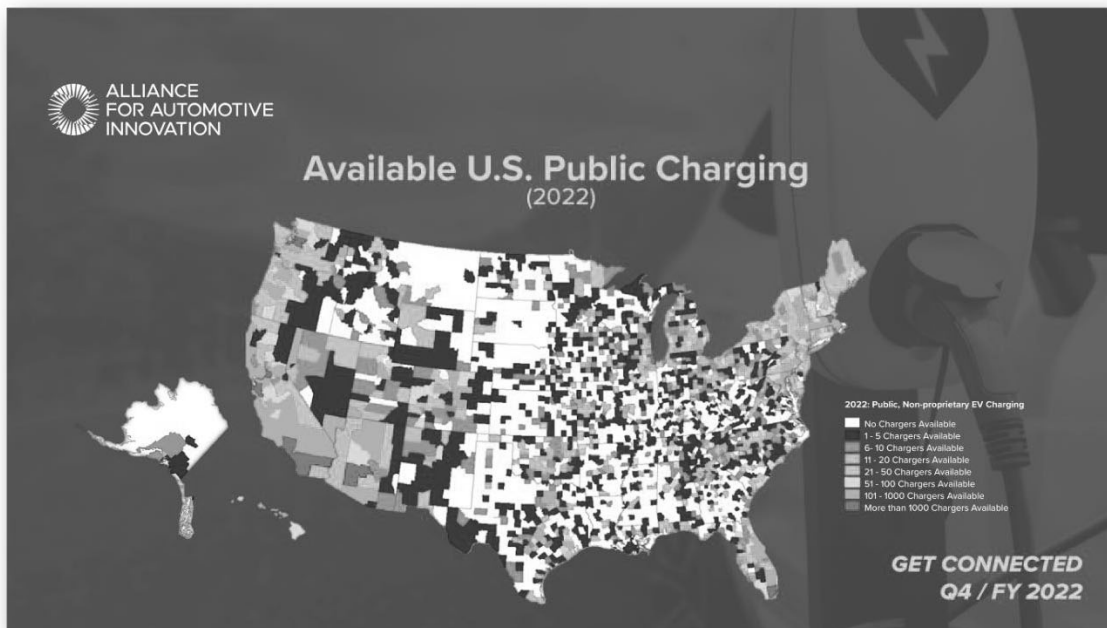 ALLIANCE
FOR AUTOMOTIVE
INNOVATION
Available U.S. Public Charging
(2022)
2022: Public, Non-proprietary EV Charging
No Chargers Available
1 - 5 Chargers Available
6- 10 Chargers Available
11 - 20 Chargers Available
21 - 50 Chargers Available
51 - 100 Chargers Available
101 - 1000 Chargers Available
More than 1000 Chargers Available
GET CONNECTED
Q4 / FY 2022